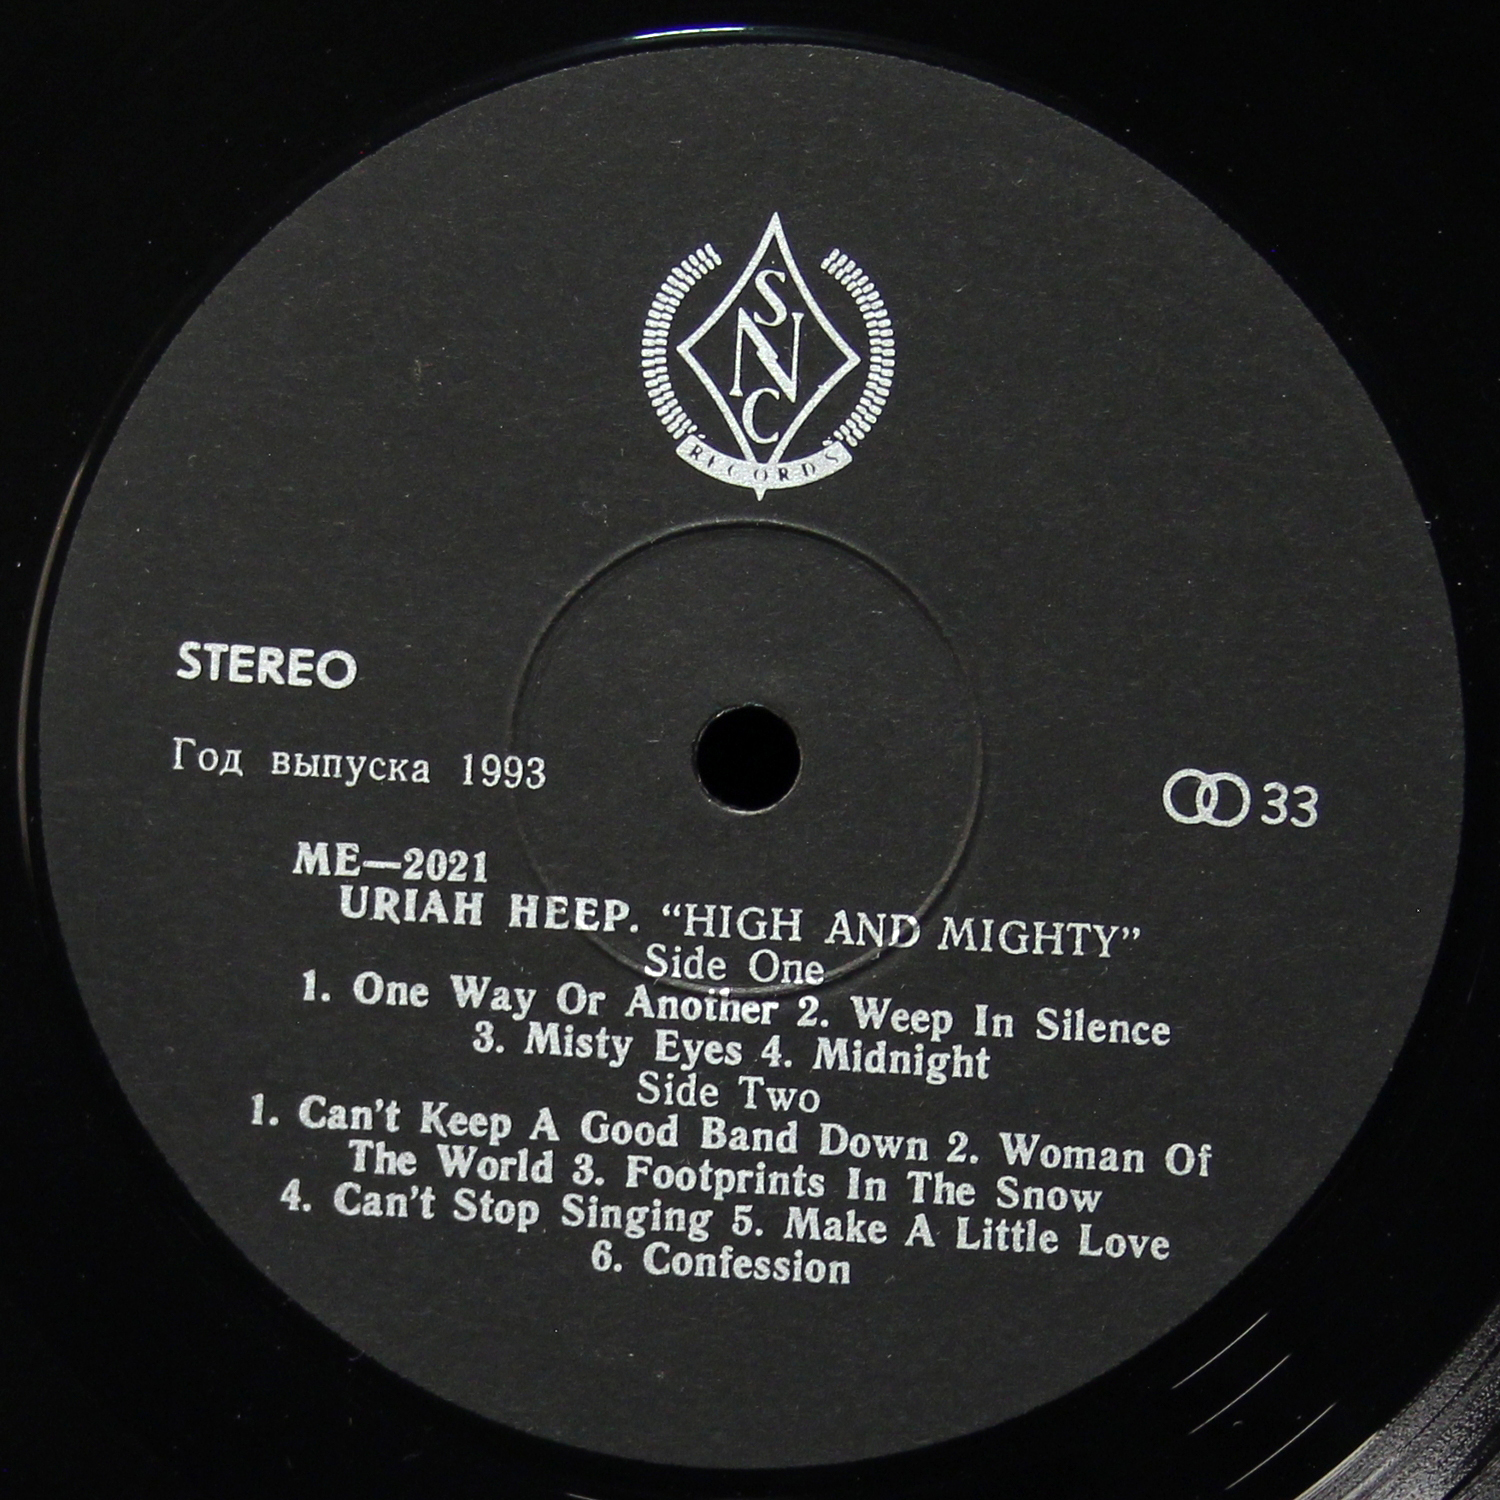 SNC
RECORDS
STEREO
Год выпуска 1993
33
ME—2021
URIAH HEEP. “HIGH AND MIGHTY”
Side One
1. One Way Or Another 2. Weep In Silence
3. Misty Eyes 4. Midnight
Side Two
1. Can't Keep A Good Band Down 2. Woman Of
The World 3. Footprints In The Snow
4. Can't Stop Singing 5. Make A Little Love
6. Confession